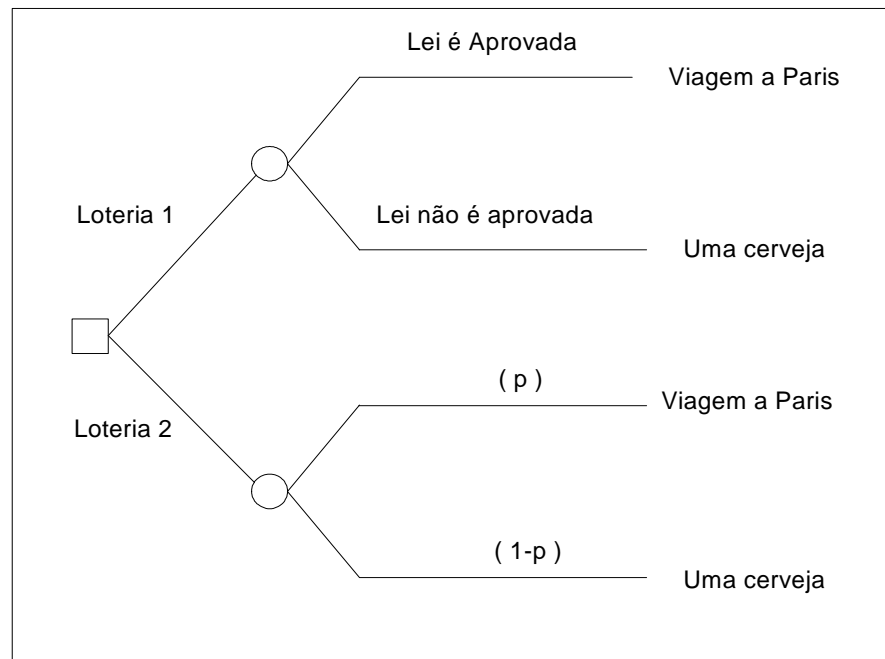 Lei é Aprovada
Viagem a Paris
Loteria 1
Lei não é aprovada
Uma cerveja
( p )
Viagem a Paris
Loteria 2
( 1-p )
Uma cerveja